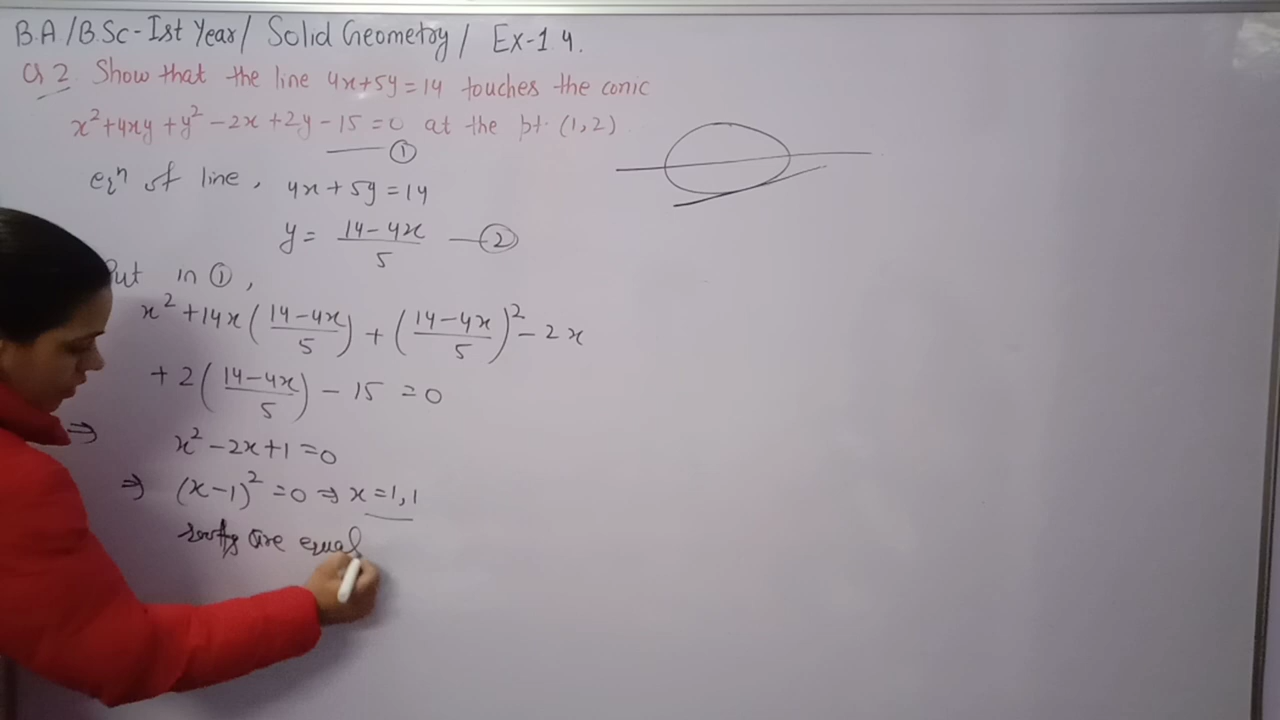 B.A/B.Sc-Ist Year/ Solid Geometry/ Ex-1.4.
Q 2 Show that the line 4x+5y=14 touches the conic
x²+4xy+y²-2x+2y-15=0 at the pt. (1,2)
①
eqⁿ of line, 4x+5y=14
y= (14-4x)/5 —②
Put in ①,
x²+14x((14-4x)/5)+((14-4x)/5)²-2x
+2((14-4x)/5)-15=0
⇒ x²-2x+1=0
⇒ (x-1)²=0⇒x=1,1
roots are equal